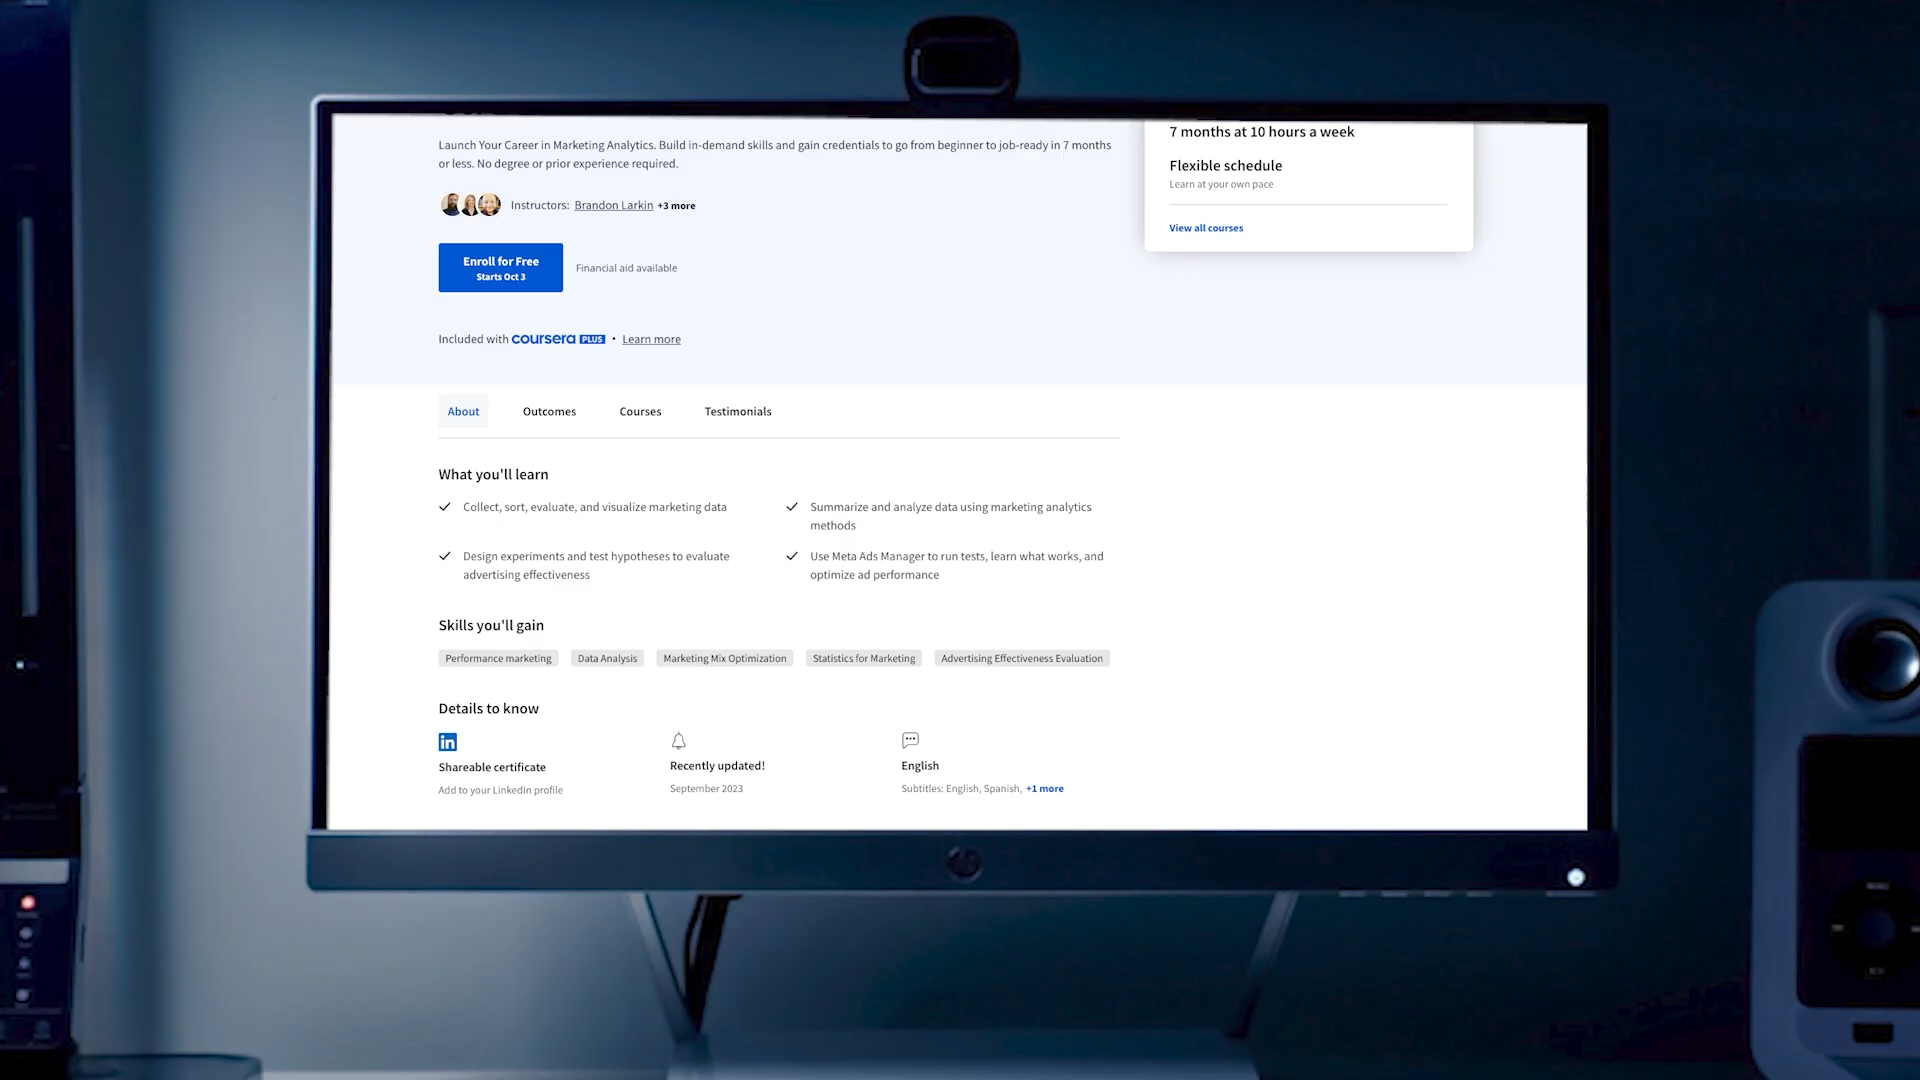 Launch Your Career in Marketing Analytics. Build in-demand skills and gain credentials to go from beginner to job-ready in 7 months
or less. No degree or prior experience required.
Instructors: Brandon Larkin +3 more
Enroll for Free
Starts Oct 3
Financial aid available
Included with coursera PLUS • Learn more
7 months at 10 hours a week
Flexible schedule
Learn at your own pace
View all courses
About
Outcomes
Courses
Testimonials
What you'll learn
Collect, sort, evaluate, and visualize marketing data
Summarize and analyze data using marketing analytics
methods
Design experiments and test hypotheses to evaluate
advertising effectiveness
Use Meta Ads Manager to run tests, learn what works, and
optimize ad performance
Skills you'll gain
Performance marketing
Data Analysis
Marketing Mix Optimization
Statistics for Marketing
Advertising Effectiveness Evaluation
Details to know
in
Shareable certificate
Add to your LinkedIn profile
Recently updated!
September 2023
English
Subtitles: English, Spanish, +1 more